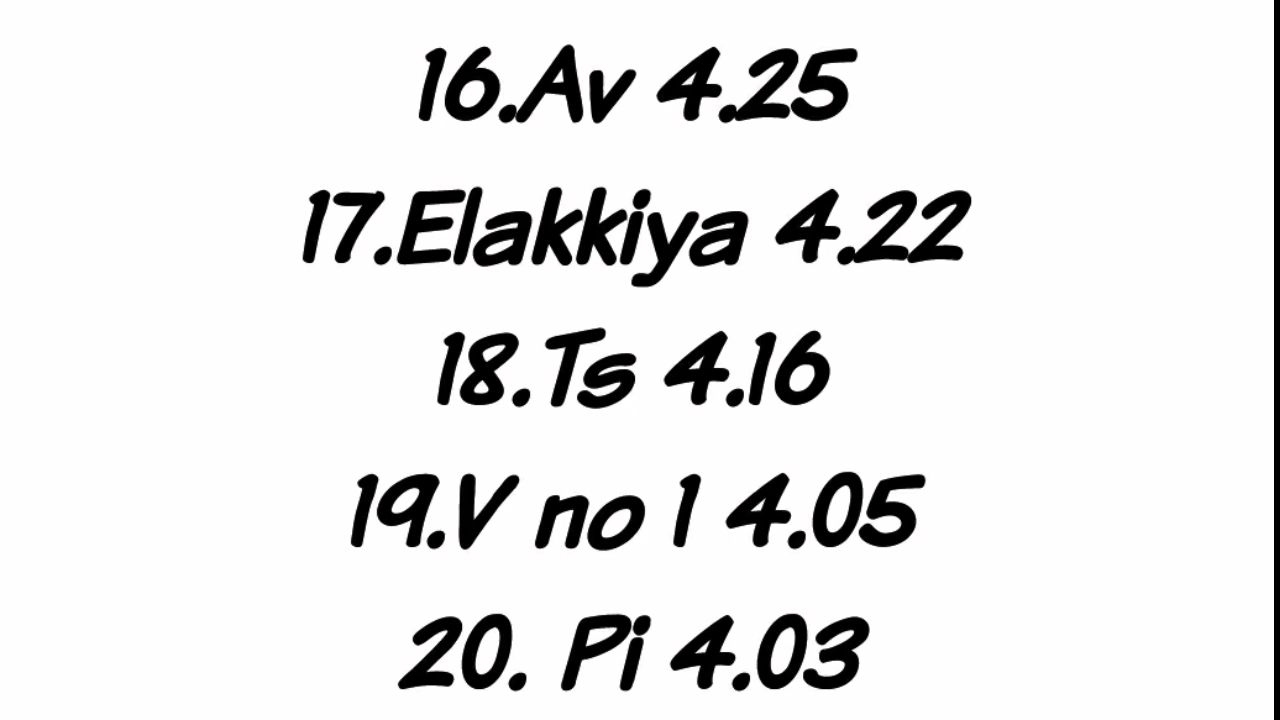 16.Av 4.25
17.Elakkiya 4.22
18.Ts 4.16
19.V no 1 4.05
20. Pi 4.03